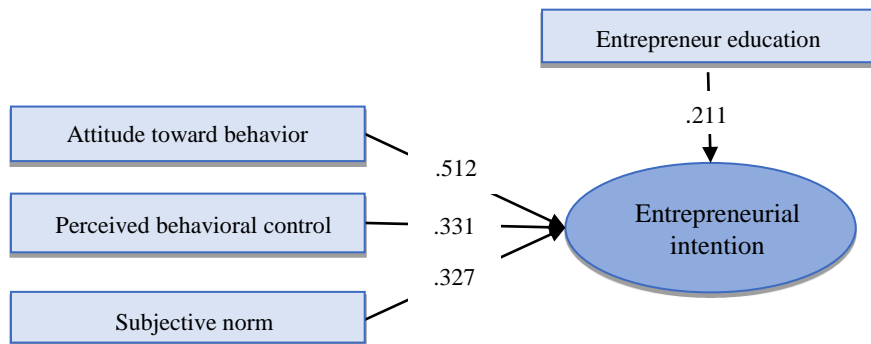 Entrepreneur education
.211
Attitude toward behavior
.512
Perceived behavioral control
.331
Entrepreneurial
intention
.327
Subjective norm